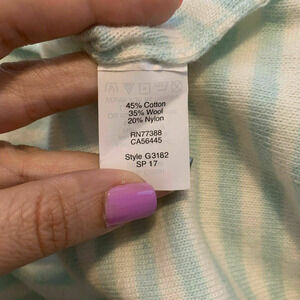 45% Cotton
35% Wool
20% Nylon
RN77388
CA56445
Style G3182
SP 17